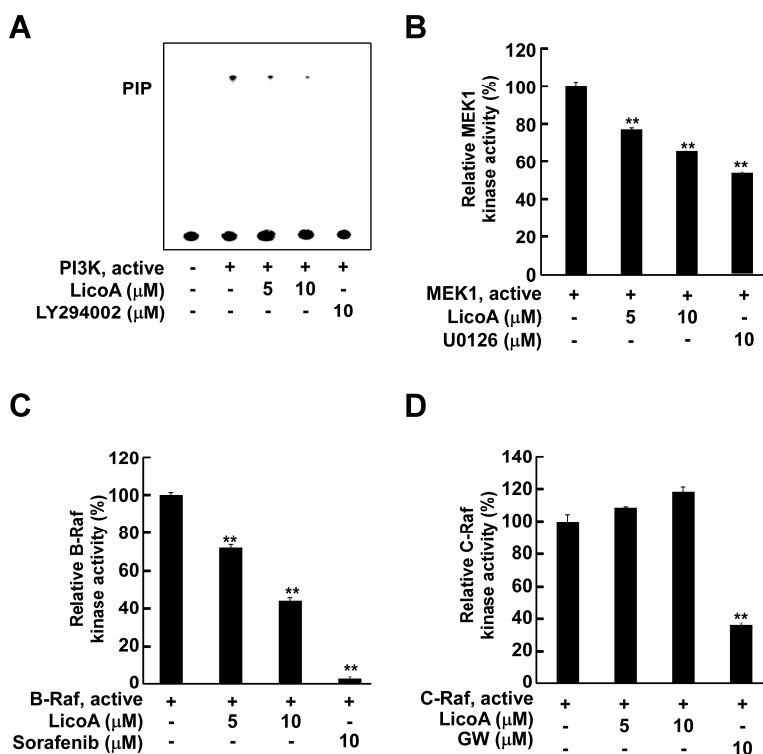 A
PIP
PI3K, active - + + + +
LicoA (μM) - - 5 10 -
LY294002 (μM) - - - - 10
B
Relative MEK1
kinase activity (%)
120
100
80
60
40
20
0
**
**
**
MEK1, active + + + +
LicoA (μM) - 5 10 -
U0126 (μM) - - - 10
C
Relative B-Raf
kinase activity (%)
120
100
80
60
40
20
0
**
**
**
B-Raf, active + + + +
LicoA (μM) - 5 10 -
Sorafenib (μM) - - - 10
D
Relative C-Raf
kinase activity (%)
140
120
100
80
60
40
20
0
**
C-Raf, active + + + +
LicoA (μM) - 5 10 -
GW (μM) - - - 10